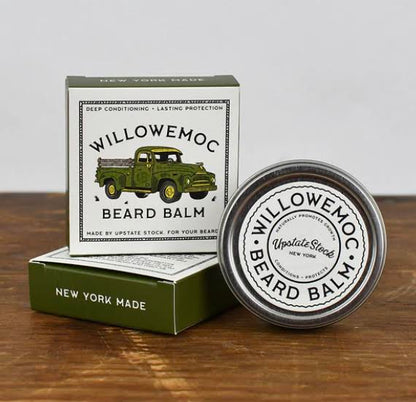 NEW YORK MADE
DEEP CONDITIONING • LASTING PROTECTION
WILLOWEMOC
BEARD BALM
MADE BY UPSTATE STOCK, FOR YOUR BEARD
NEW YORK MADE
• WILLOWEMOC •
NATURALLY PROMOTES GROWTH
Upstate Stock
NEW YORK
CONDITIONS • PROTECTS
BEARD BALM